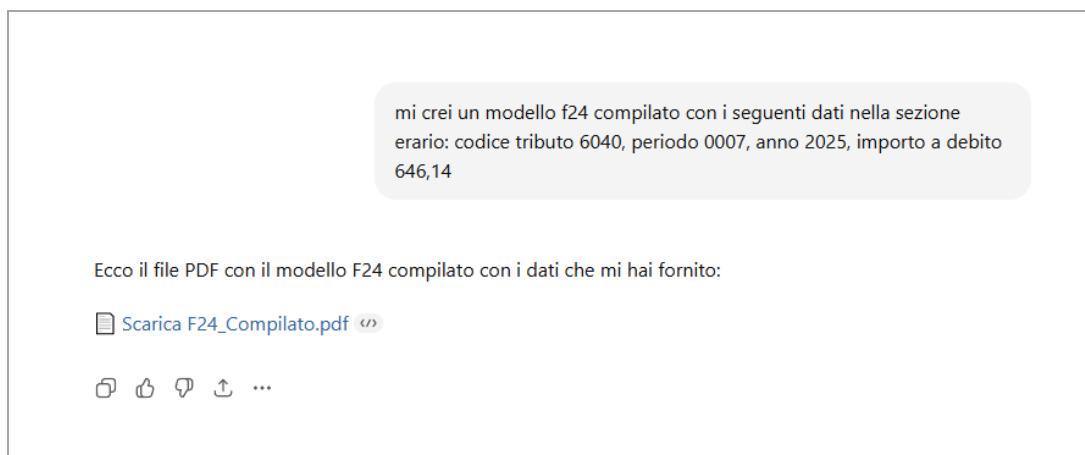 mi crei un modello f24 compilato con i seguenti dati nella sezione
erario: codice tributo 6040, periodo 0007, anno 2025, importo a debito
646,14
Ecco il file PDF con il modello F24 compilato con i dati che mi hai fornito:
Scarica F24_Compilato.pdf